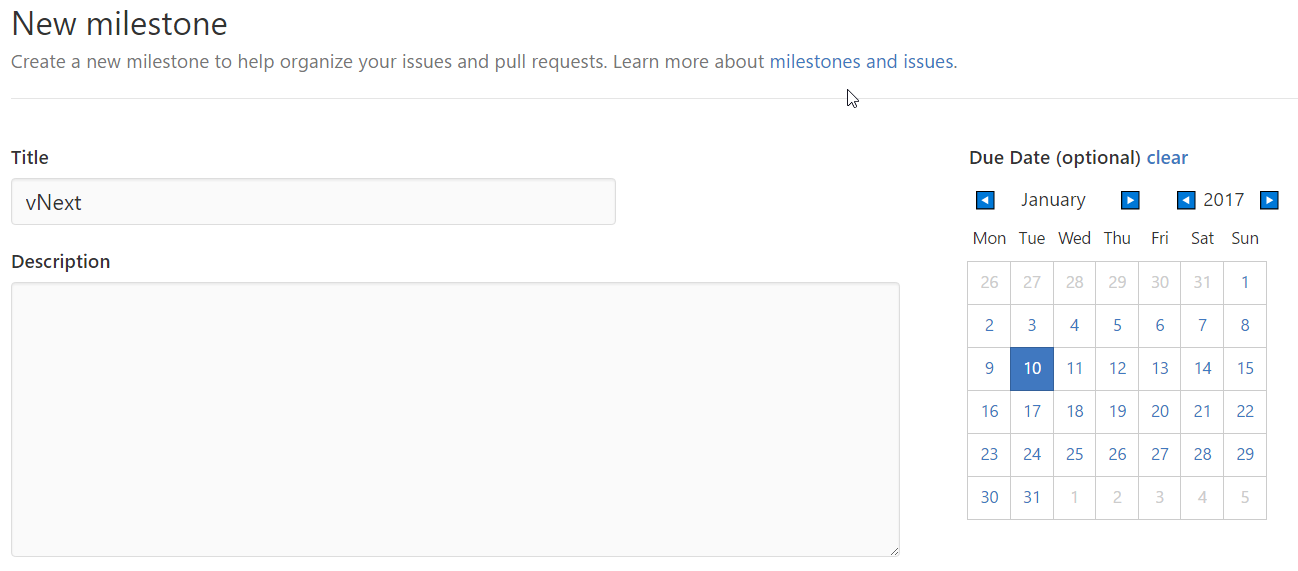 New milestone
Create a new milestone to help organize your issues and pull requests. Learn more about milestones and issues.
Title
vNext
Description
Due Date (optional) clear
January 2017
Mon Tue Wed Thu Fri Sat Sun
26 27 28 29 30 31 1
2 3 4 5 6 7 8
9 10 11 12 13 14 15
16 17 18 19 20 21 22
23 24 25 26 27 28 29
30 31 1 2 3 4 5